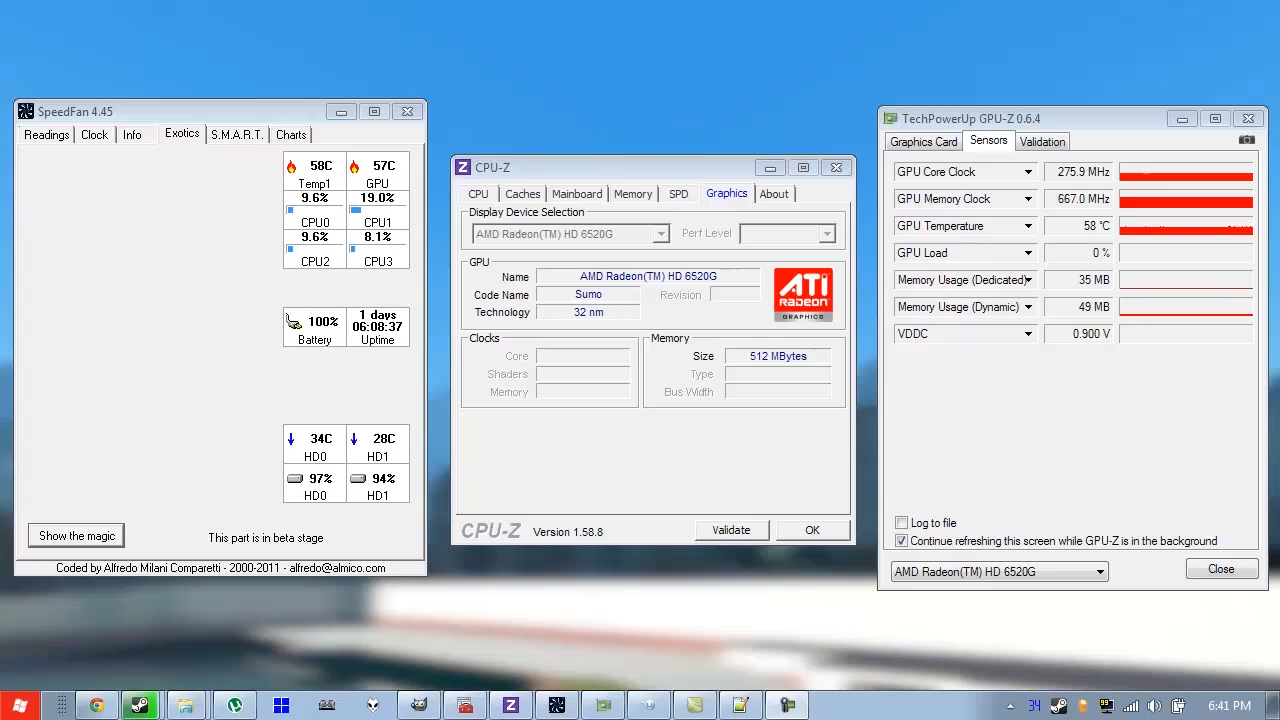 SpeedFan 4.45
Readings Clock Info Exotics S.M.A.R.T. Charts
58C 57C
Temp1 GPU
9.6% 19.0%
CPU0 CPU1
9.6% 8.1%
CPU2 CPU3
100% 1 days
06:08:37
Battery Uptime
34C 28C
HD0 HD1
97% 94%
HD0 HD1
Show the magic This part is in beta stage
Coded by Alfredo Milani Comparetti - 2000-2011 - alfredo@almico.com
Z CPU-Z
CPU Caches Mainboard Memory SPD Graphics About
Display Device Selection
AMD Radeon(TM) HD 6520G Perf Level
GPU
Name AMD Radeon(TM) HD 6520G
Code Name Sumo Revision
Technology 32 nm
ATI
RADEON
GRAPHICS
Clocks
Core
Shaders
Memory
Memory
Size 512 MBytes
Type
Bus Width
CPU-Z Version 1.58.8 Validate OK
TechPowerUp GPU-Z 0.6.4
Graphics Card Sensors Validation
GPU Core Clock 275.9 MHz
GPU Memory Clock 667.0 MHz
GPU Temperature 58 °C
GPU Load 0 %
Memory Usage (Dedicated) 35 MB
Memory Usage (Dynamic) 49 MB
VDDC 0.900 V
Log to file
Continue refreshing this screen while GPU-Z is in the background
AMD Radeon(TM) HD 6520G Close
Z 34 99 6:41 PM